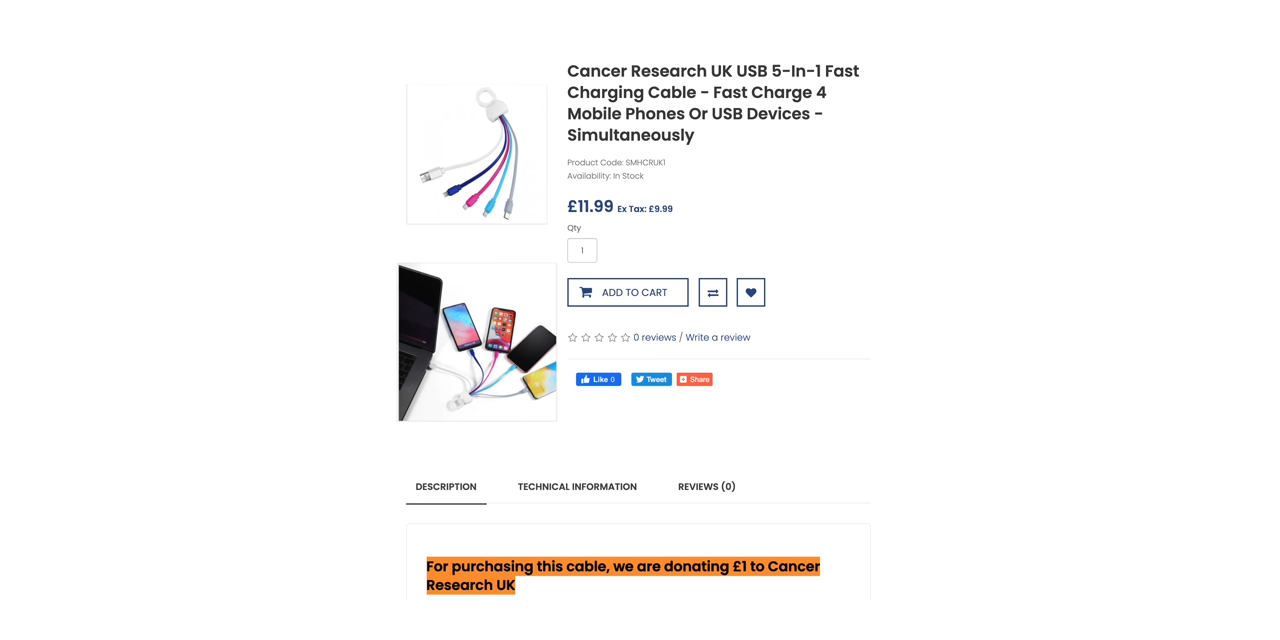 Cancer Research UK USB 5-In-1 Fast
Charging Cable - Fast Charge 4
Mobile Phones Or USB Devices -
Simultaneously
Product Code: SMHCRUK1
Availability: In Stock
£11.99 Ex Tax: £9.99
Qty
1
ADD TO CART
0 reviews / Write a review
Like 0 Tweet Share
DESCRIPTION TECHNICAL INFORMATION REVIEWS (0)
For purchasing this cable, we are donating £1 to Cancer
Research UK